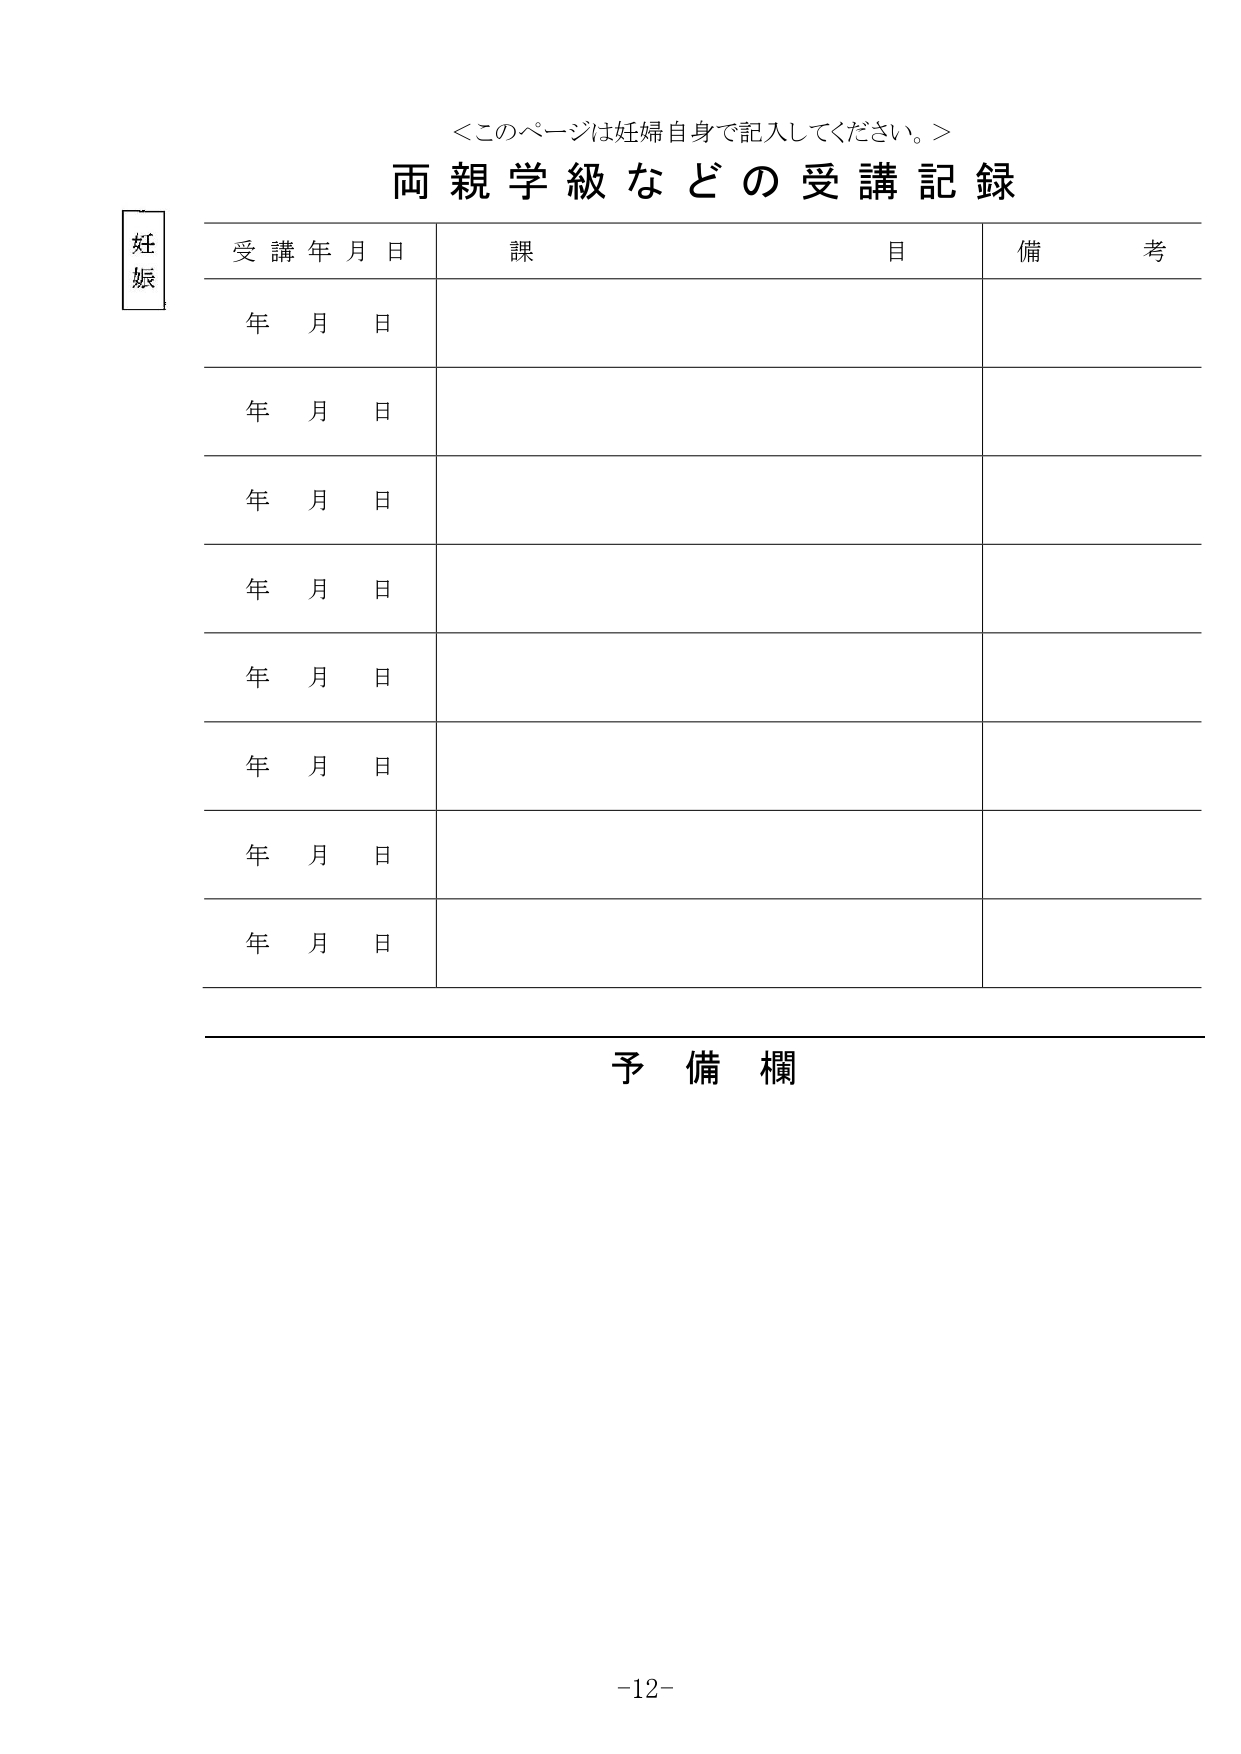 <このページは妊婦自身で記入してください。>
両親学級などの受講記録
妊娠
受講年月日 課目 備考
年 月 日
年 月 日
年 月 日
年 月 日
年 月 日
年 月 日
年 月 日
年 月 日
予備欄
-12-